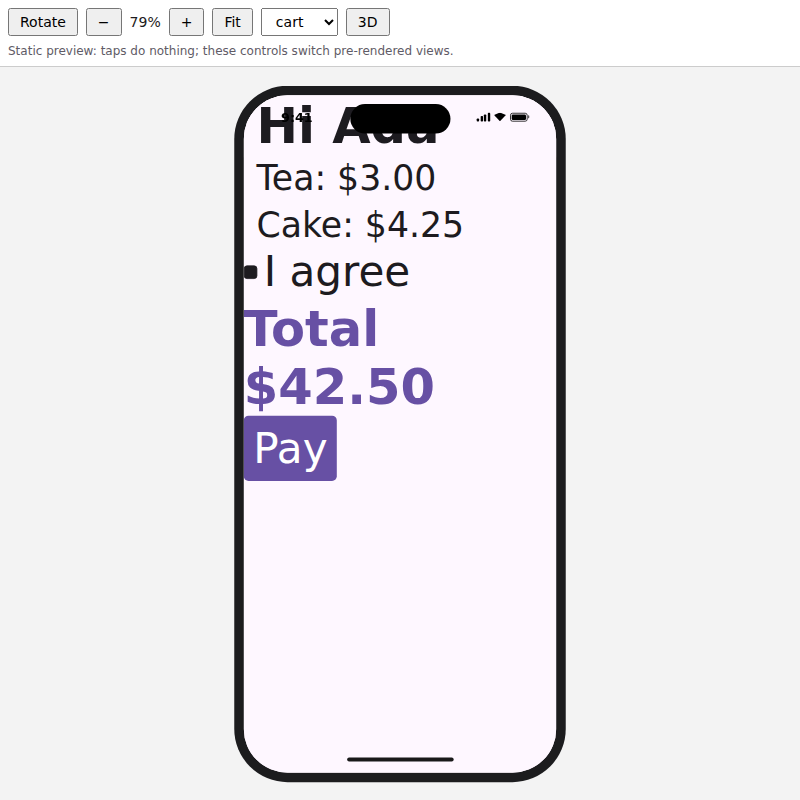 Rotate − 79% + Fit cart 3D
Static preview: taps do nothing; these controls switch pre-rendered views.
9:41
Hi Ada
Tea: $3.00
Cake: $4.25
I agree
Total
$42.50
Pay